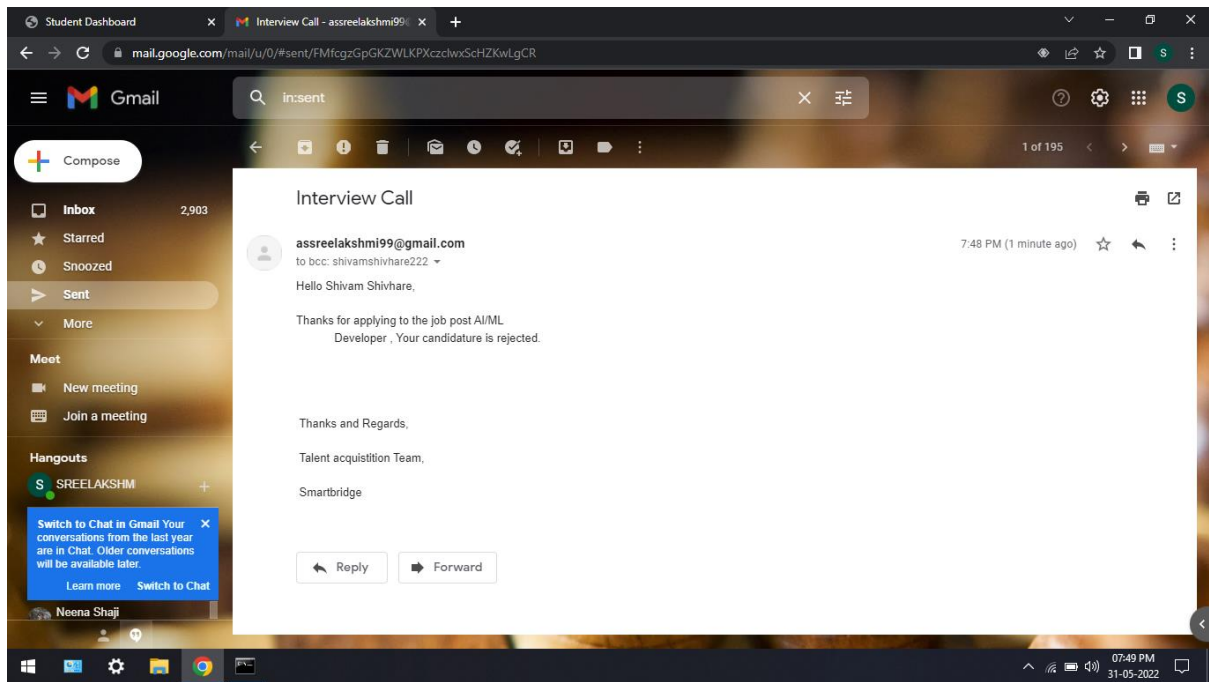 Student Dashboard
Interview Call - assreelakshmi99
mail.google.com/mail/u/0/#sent/FMfcgzGpGKZWLKPXczclwxScHZKwLgCR
S
Gmail
in:sent
S
Compose
1 of 195
Inbox 2,903
Starred
Snoozed
Sent
More
Meet
New meeting
Join a meeting
Hangouts
S SREELAKSHM
Switch to Chat in Gmail Your
conversations from the last year
are in Chat. Older conversations
will be available later.
Learn more Switch to Chat
Neena Shaji
Interview Call
assreelakshmi99@gmail.com 7:48 PM (1 minute ago)
to bcc: shivamshivhare222
Hello Shivam Shivhare,
Thanks for applying to the job post AI/ML
Developer , Your candidature is rejected.
Thanks and Regards,
Talent acquistition Team,
Smartbridge
Reply Forward
07:49 PM
31-05-2022